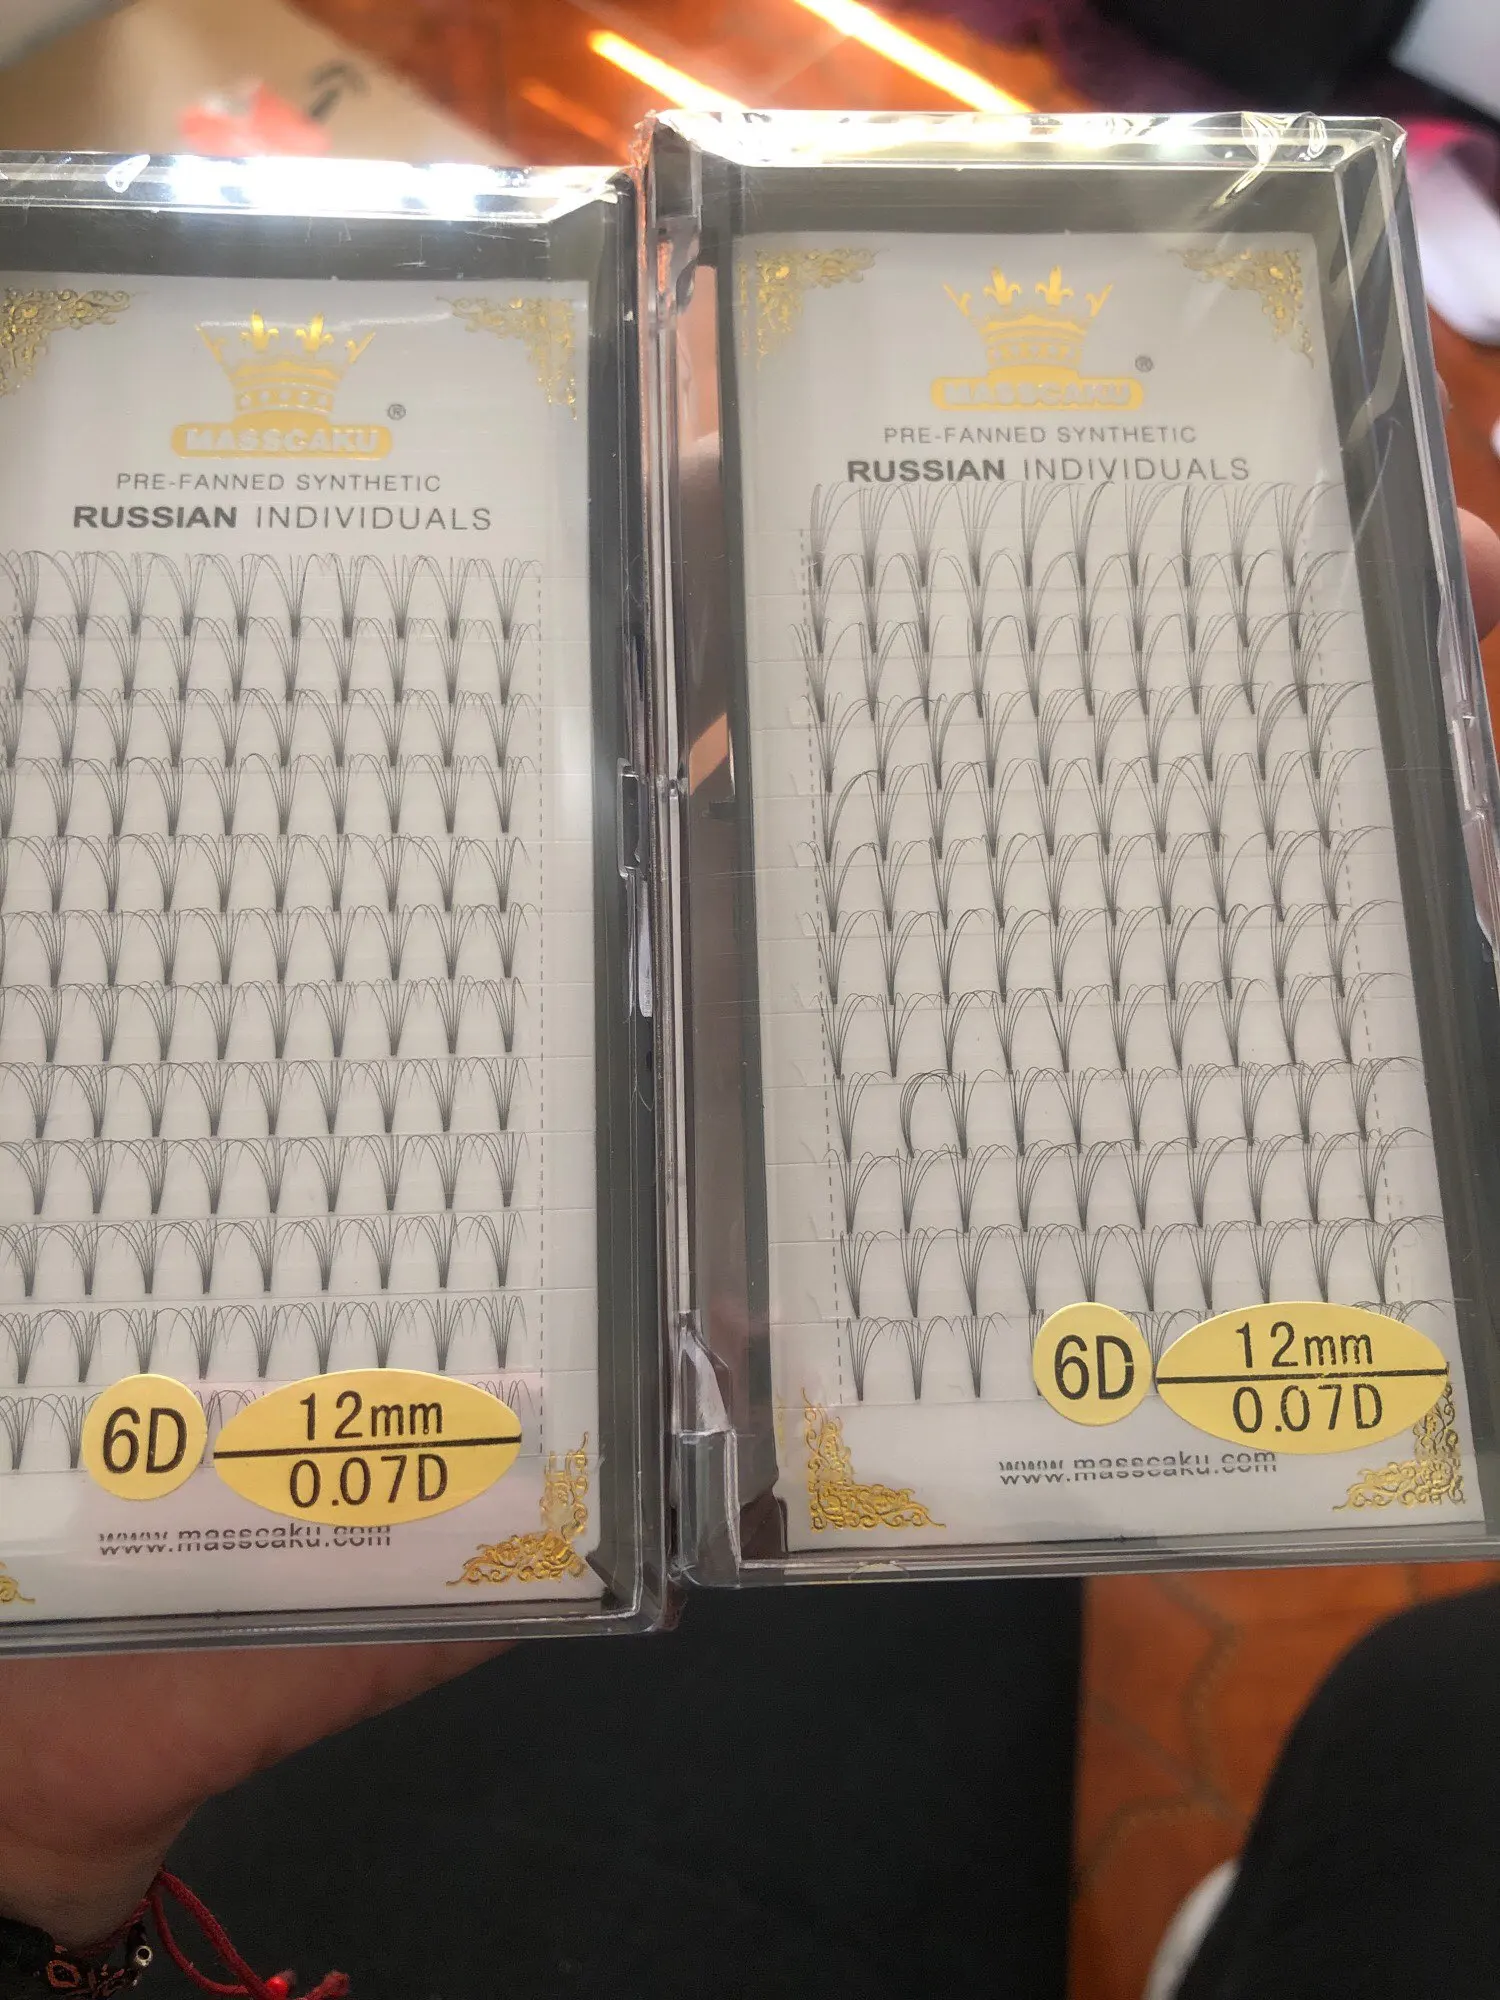 MASSCAKU ®
PRE-FANNED SYNTHETIC
RUSSIAN INDIVIDUALS
6D
12mm
0.07D
www.masscaku.com
MASSCAKU ®
PRE-FANNED SYNTHETIC
RUSSIAN INDIVIDUALS
6D
12mm
0.07D
www.masscaku.com